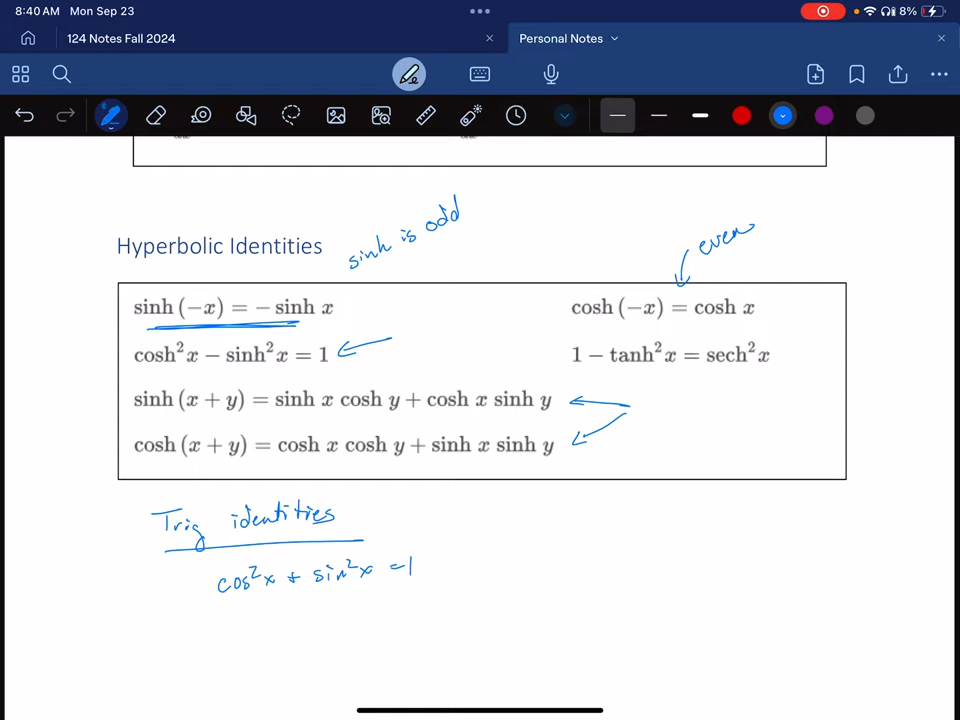 8:40 AM Mon Sep 23
8%
124 Notes Fall 2024
Personal Notes
Hyperbolic Identities
sinh is odd
even
sinh (−x) = − sinh x
cosh (−x) = cosh x
cosh²x − sinh²x = 1
1 − tanh²x = sech²x
sinh (x + y) = sinh x cosh y + cosh x sinh y
cosh (x + y) = cosh x cosh y + sinh x sinh y
Trig identities
cos²x + sin²x = 1